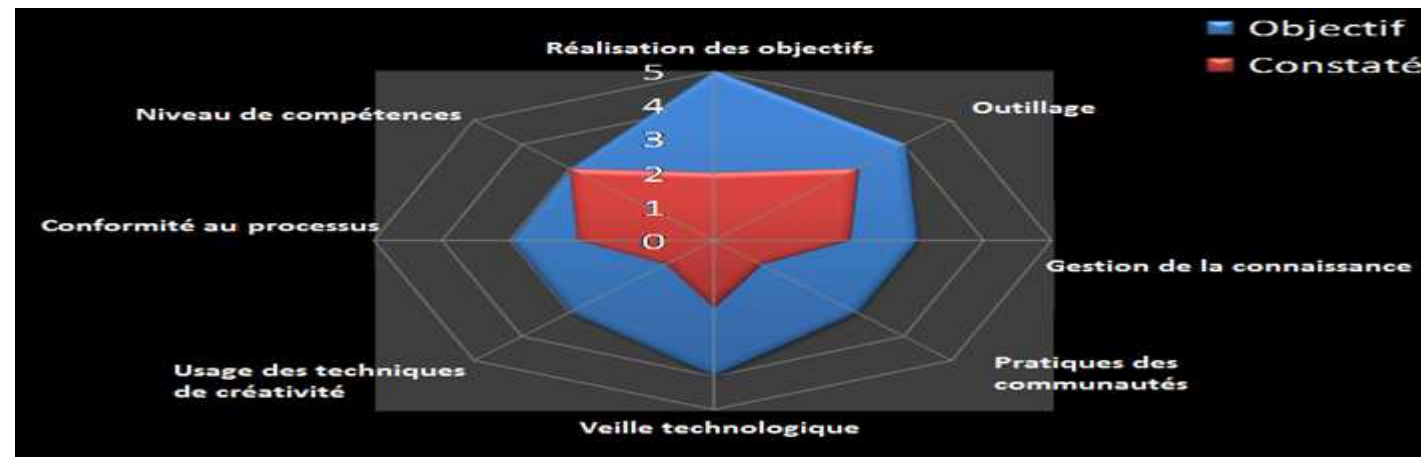 Objectif
Constaté
Réalisation des objectifs
5
4
3
2
1
0
Outillage
Niveau de compétences
Conformité au processus
Gestion de la connaissance
Usage des techniques
de créativité
Pratiques des
communautés
Veille technologique